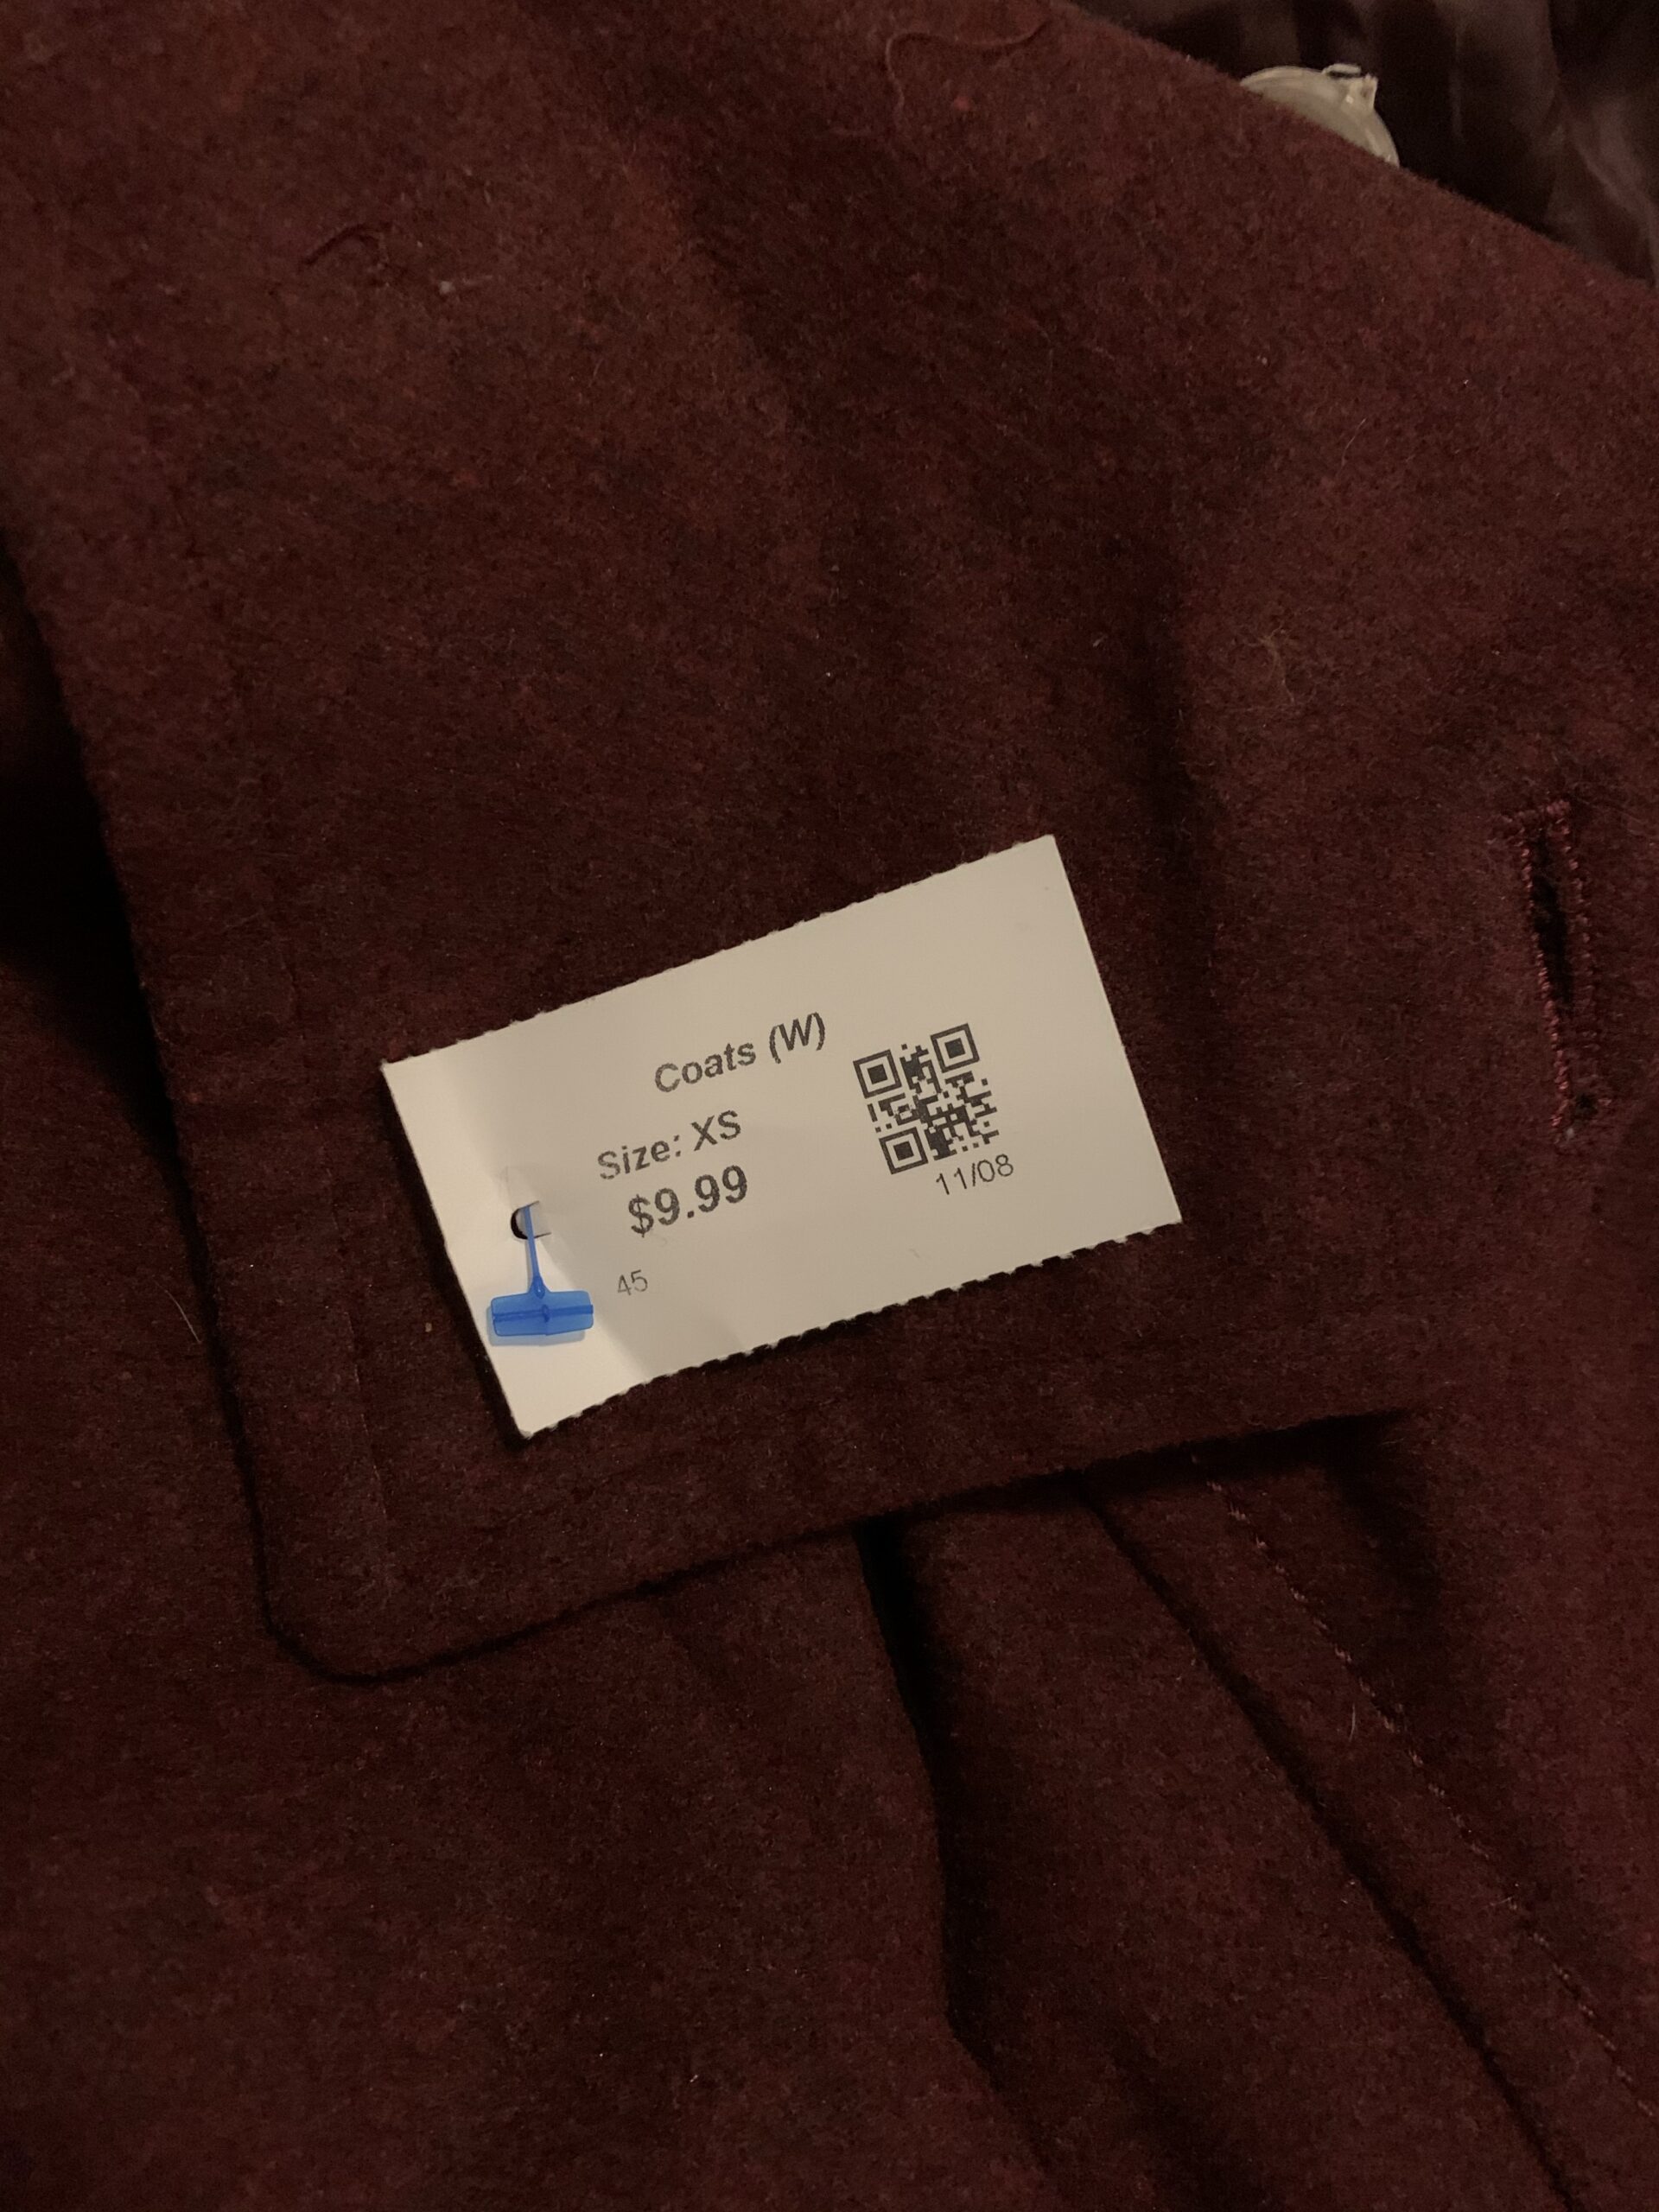 Coats (W)
Size: XS
$9.99
11/08
45